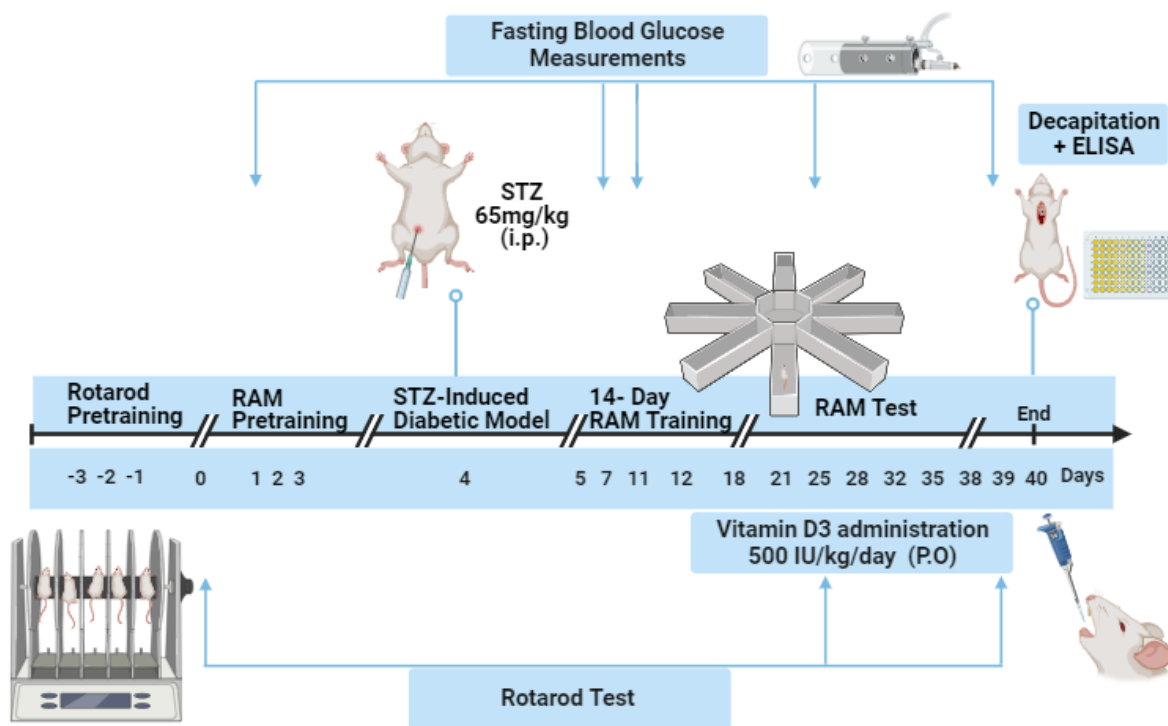 Fasting Blood Glucose
Measurements
Decapitation
+ ELISA
STZ
65mg/kg
(i.p.)
Rotarod
Pretraining
RAM
Pretraining
STZ-Induced
Diabetic Model
14- Day
RAM Training
RAM Test
End
-3 -2 -1 0 1 2 3 4 5 7 11 12 18 21 25 28 32 35 38 39 40 Days
Vitamin D3 administration
500 IU/kg/day (P.O)
Rotarod Test